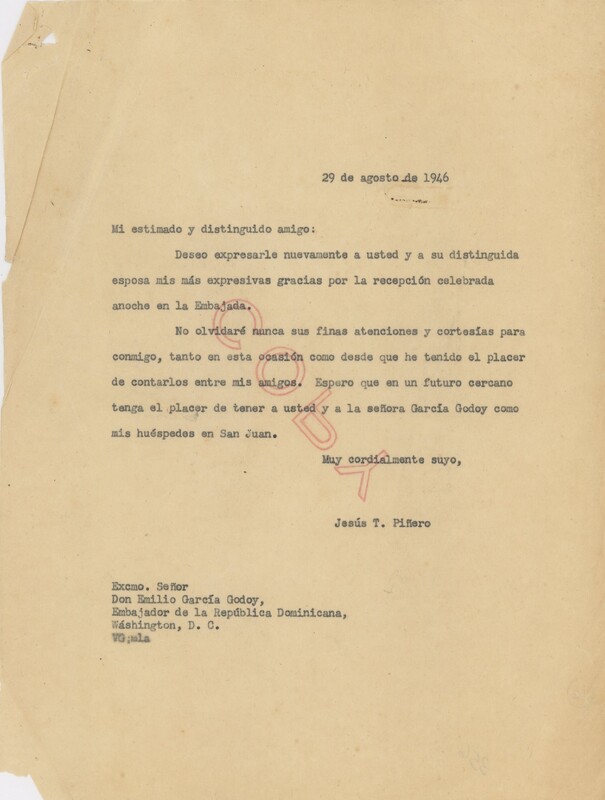 29 de agosto de 1946
Mi estimado y distinguido amigo:
Deseo expresarle nuevamente a usted y a su distinguida
esposa mis más expresivas gracias por la recepción celebrada
anoche en la Embajada.
No olvidaré nunca sus finas atenciones y cortesías para
conmigo, tanto en esta ocasión como desde que he tenido el placer
de contarlos entre mis amigos. Espero que en un futuro cercano
tenga el placer de tener a usted y a la señora García Godoy como
mis huéspedes en San Juan.
Muy cordialmente suyo,
Jesús T. Piñero
COPY
Excmo. Señor
Don Emilio García Godoy,
Embajador de la República Dominicana,
Wáshington, D. C.